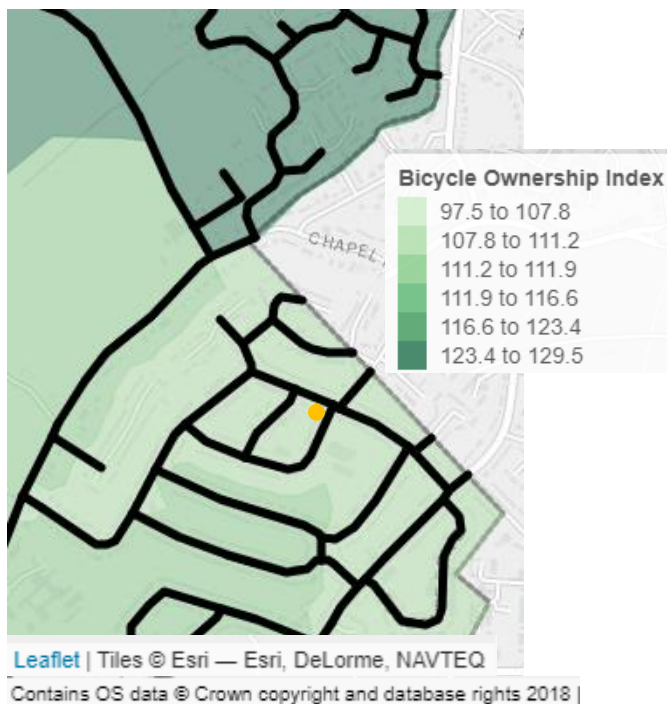 Bicycle Ownership Index
97.5 to 107.8
107.8 to 111.2
111.2 to 111.9
111.9 to 116.6
116.6 to 123.4
123.4 to 129.5
CHAPEL
Leaflet | Tiles © Esri — Esri, DeLorme, NAVTEQ
Contains OS data © Crown copyright and database rights 2018 |